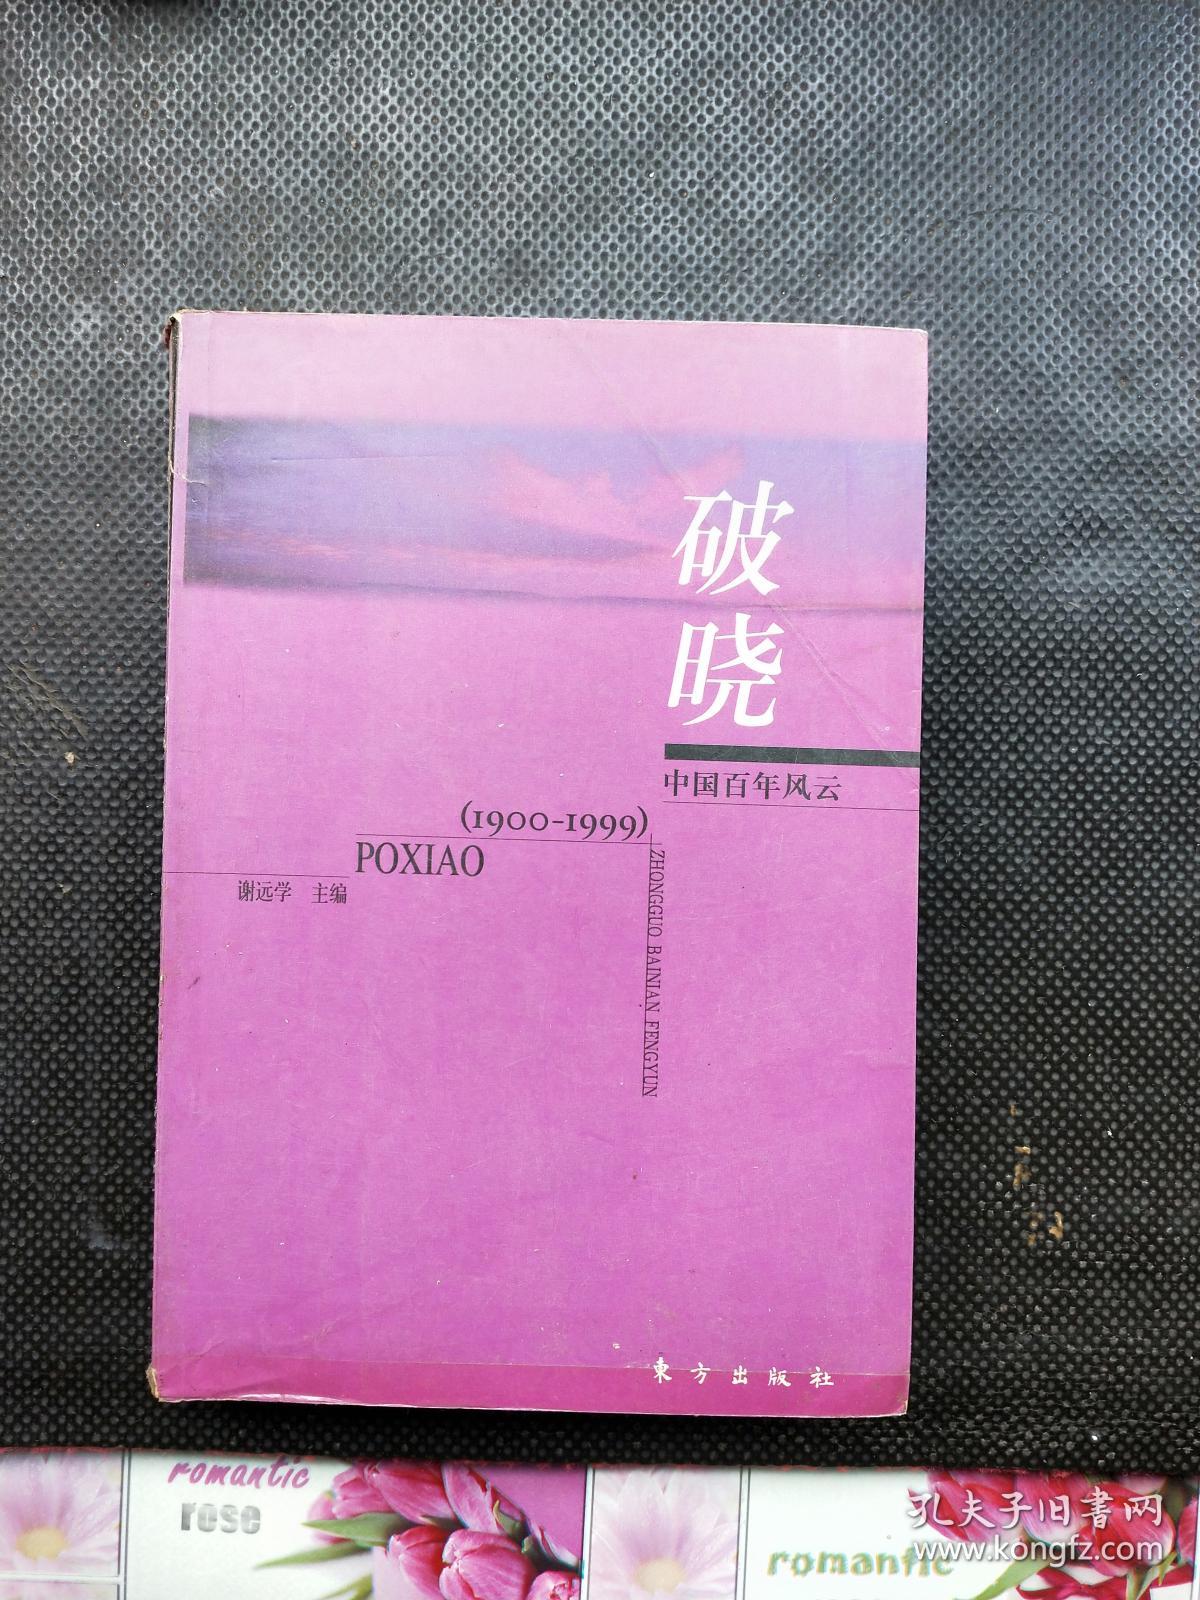 破
晓
中国百年风云
(1900-1999)
POXIAO
ZHONGGUO BAINIAN FENGYUN
谢远学 主编
東方出版社
romantic
rose
romantic
孔夫子旧書网
www.kongfz.com